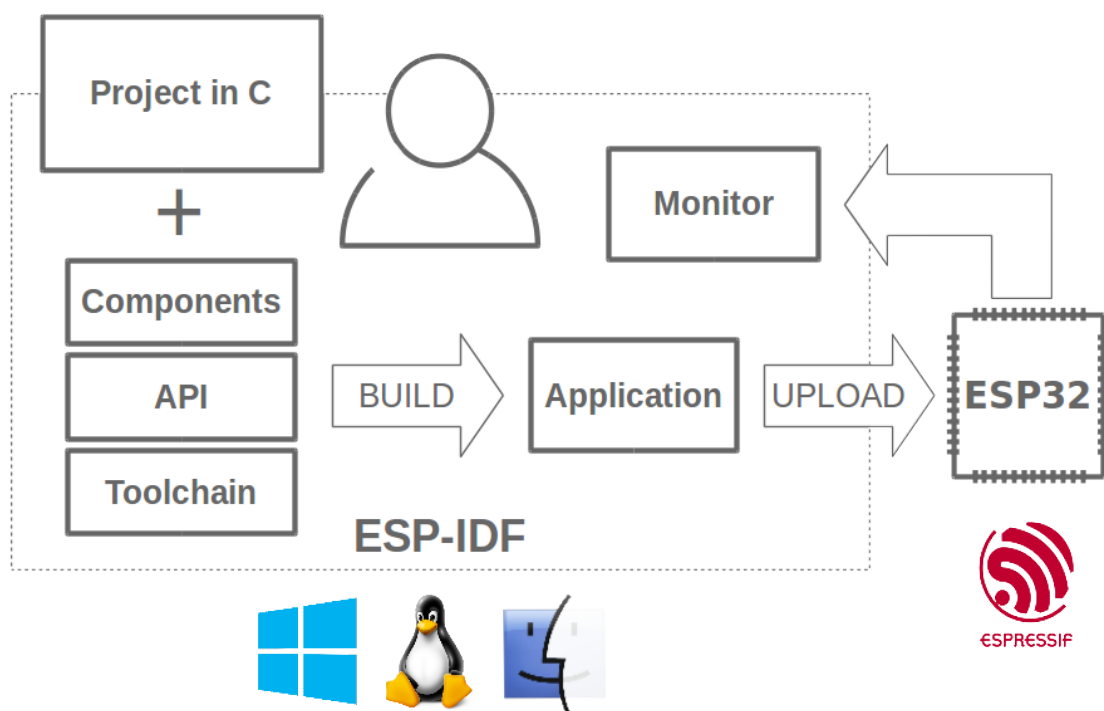 Project in C
+
Components
API
Toolchain
BUILD
Application
UPLOAD
Monitor
ESP32
ESP-IDF
ESPRESSIF